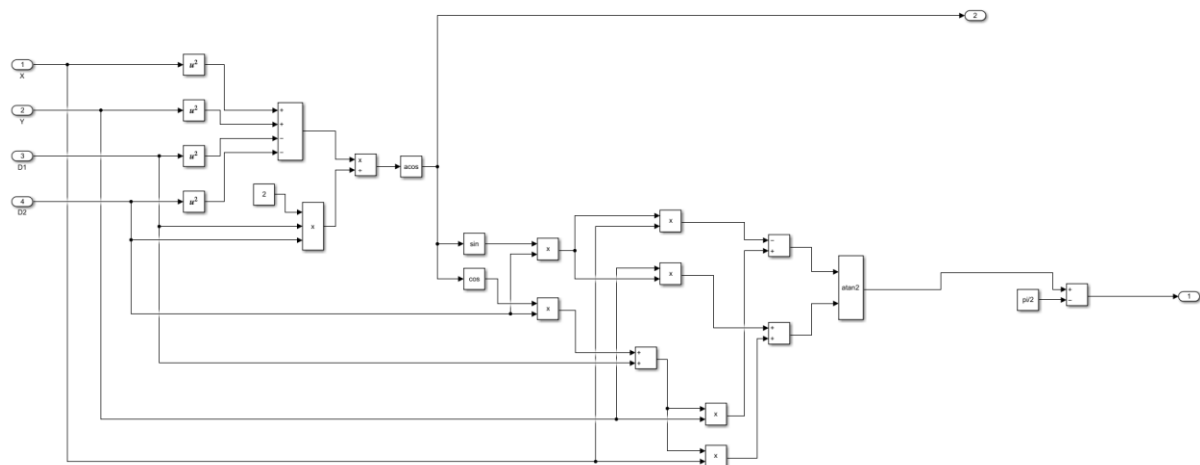 2
1
X
u²
2
Y
u²
+
+
−
−
3
D1
u²
x
÷
acos
4
D2
u²
2
x
sin
x
x
−
+
cos
x
atan2
x
pi/2
+
−
1
+
+
+
+
x
x